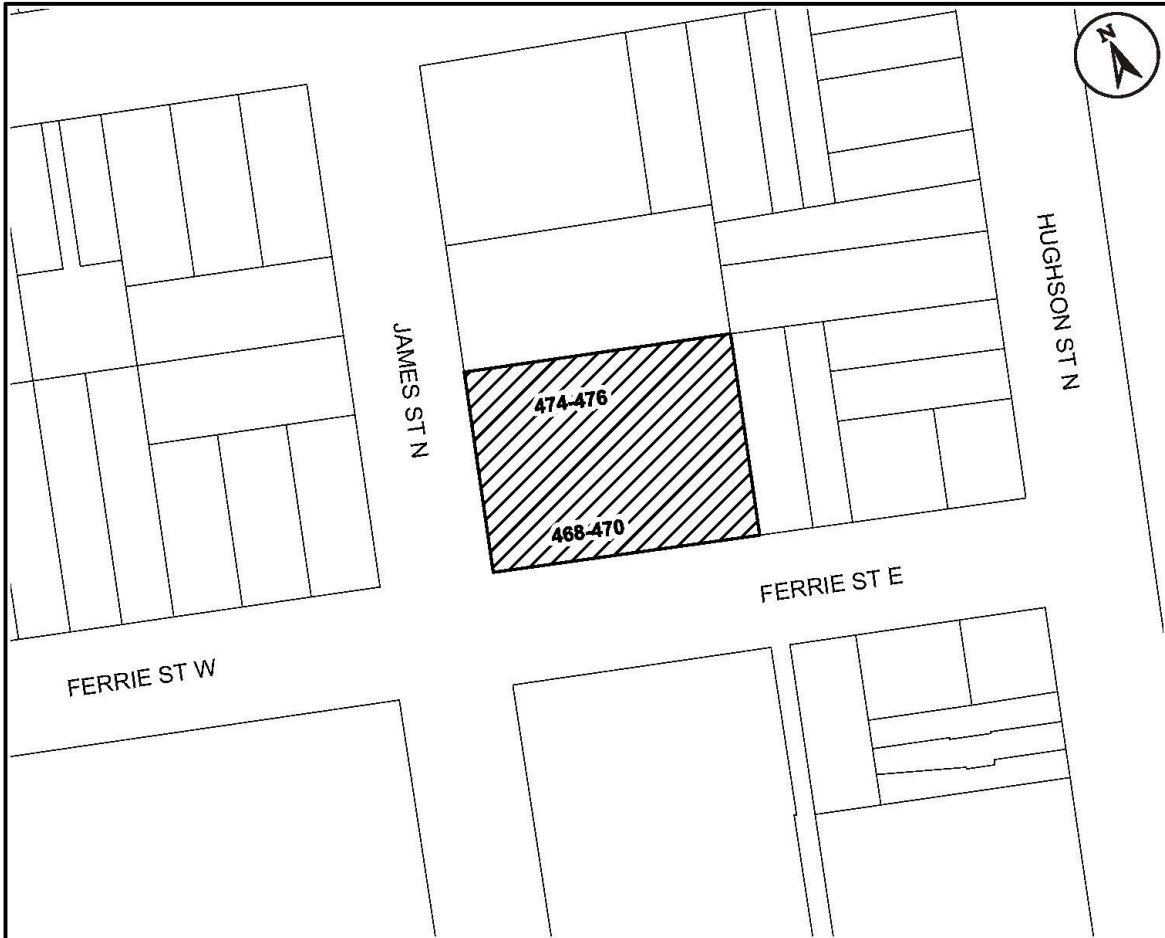 N
HUGHSON ST N
JAMES ST N
474-476
468-470
FERRIE ST E
FERRIE ST W